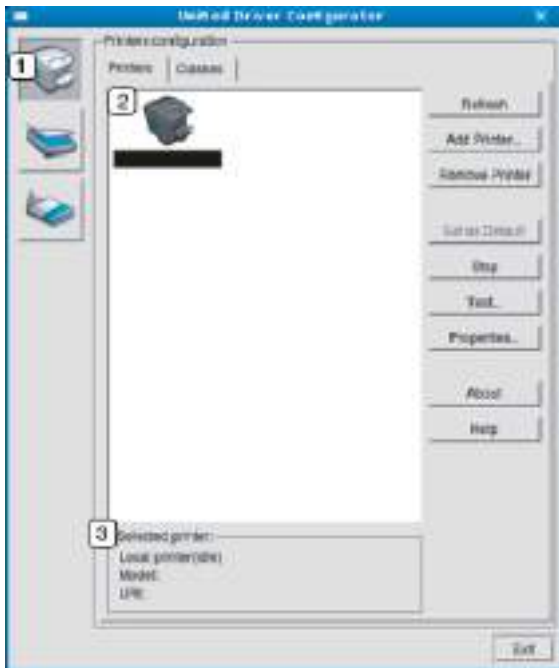 Unified Driver Configurator
Printers configuration
1
Printers
Classes
2
Refresh
Add Printer...
Remove Printer
Set as Default
Stop
Test...
Properties...
About
Help
3
Selected printer:
Local printer(idle)
Model:
URI:
Exit